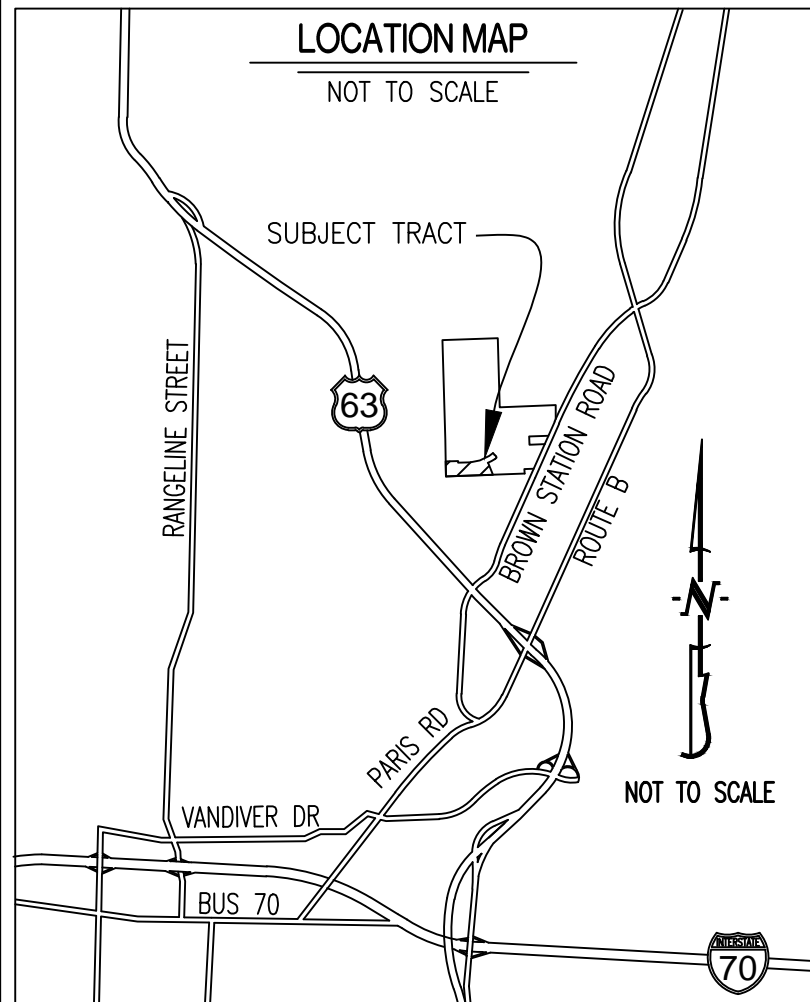 LOCATION MAP
NOT TO SCALE
SUBJECT TRACT
RANGELINE STREET
63
BROWN STATION ROAD
ROUTE B
-N-
PARIS RD
NOT TO SCALE
VANDIVER DR
BUS 70
INTERSTATE
70